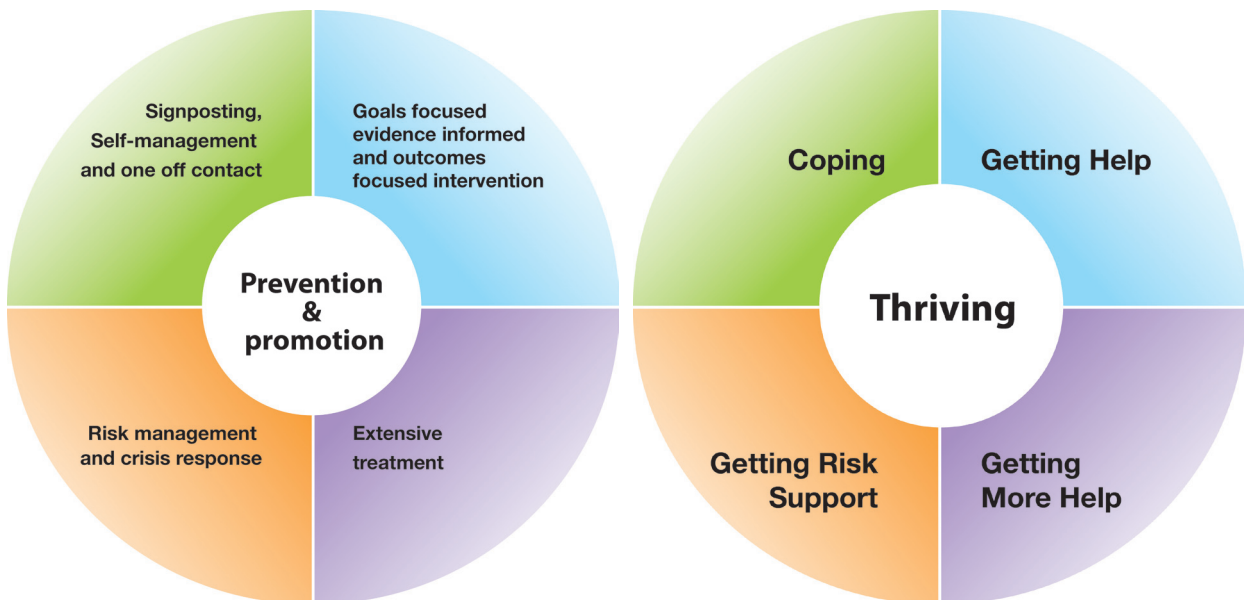 Signposting,
Self-management
and one off contact
Goals focused
evidence informed
and outcomes
focused intervention
Prevention
&
promotion
Risk management
and crisis response
Extensive
treatment
Coping
Getting Help
Thriving
Getting Risk
Support
Getting
More Help